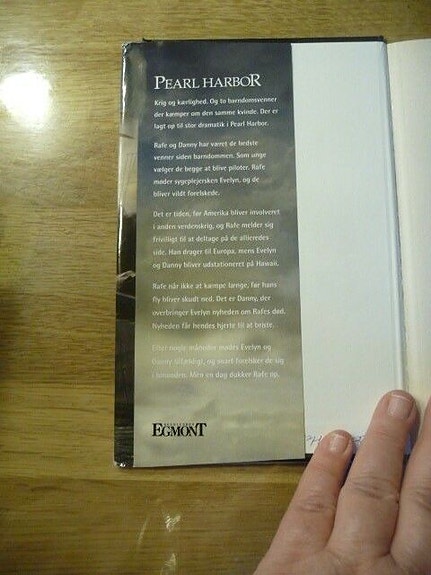 PEARL HARBOR
Krig og kærlighed. Og to barndomsvenner
der kæmper om den samme kvinde. Der er
lagt op til stor dramatik i Pearl Harbor.
Rafe og Danny har været de bedste
venner siden barndommen. Som unge
vælger de begge at blive piloter. Rafe
møder sygeplejersken Evelyn, og de
bliver vildt forelskede.
Det er tiden, før Amerika bliver involveret
i anden verdenskrig, og Rafe melder sig
frivilligt til at deltage på de allieredes
side. Han drager til Europa, mens Evelyn
og Danny bliver udstationeret på Hawaii.
Rafe når ikke at kæmpe længe, før hans
fly bliver skudt ned. Det er Danny, der
overbringer Evelyn nyheden om Rafes død.
Nyheden får hendes hjerte til at briste.
Efter nogle måneder mødes Evelyn og
Danny tilfældigt, og snart forelsker de sig
i hinanden. Men en dag dukker Rafe op.
EGMONT